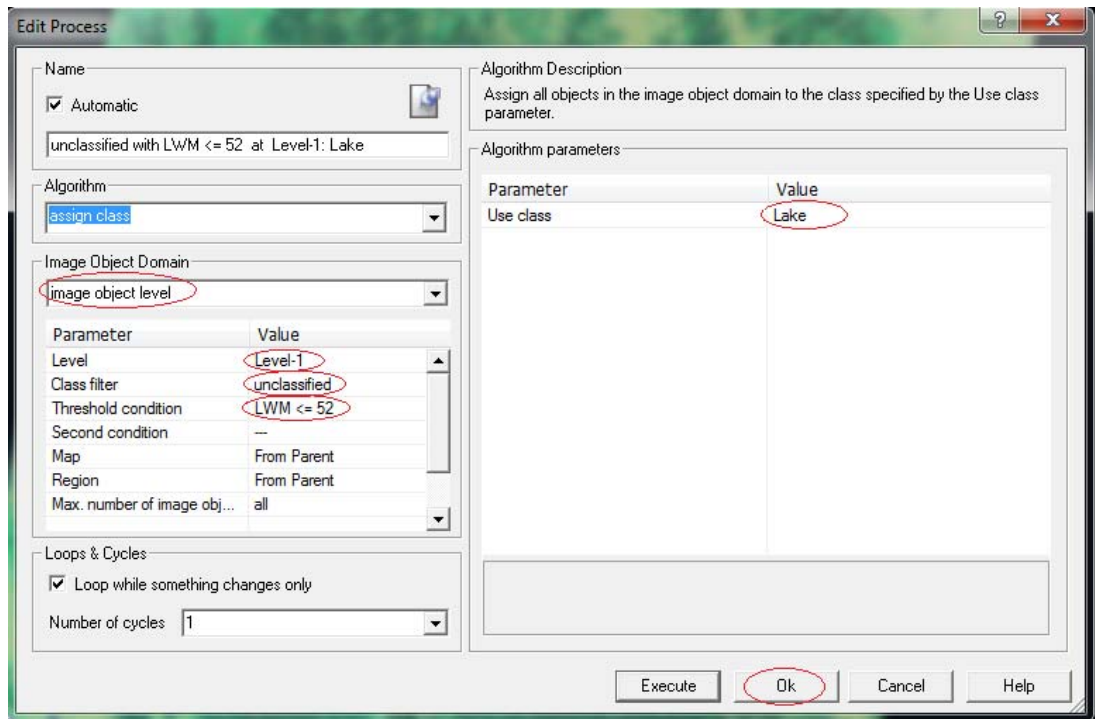 Edit Process
Name
Automatic
unclassified with LWM <= 52 at Level-1: Lake
Algorithm
assign class
Image Object Domain
image object level
Parameter Value
Level Level-1
Class filter unclassified
Threshold condition LWM <= 52
Second condition ---
Map From Parent
Region From Parent
Max. number of image obj... all
Loops & Cycles
Loop while something changes only
Number of cycles 1
Algorithm Description
Assign all objects in the image object domain to the class specified by the Use class
parameter.
Algorithm parameters
Parameter Value
Use class Lake
Execute Ok Cancel Help